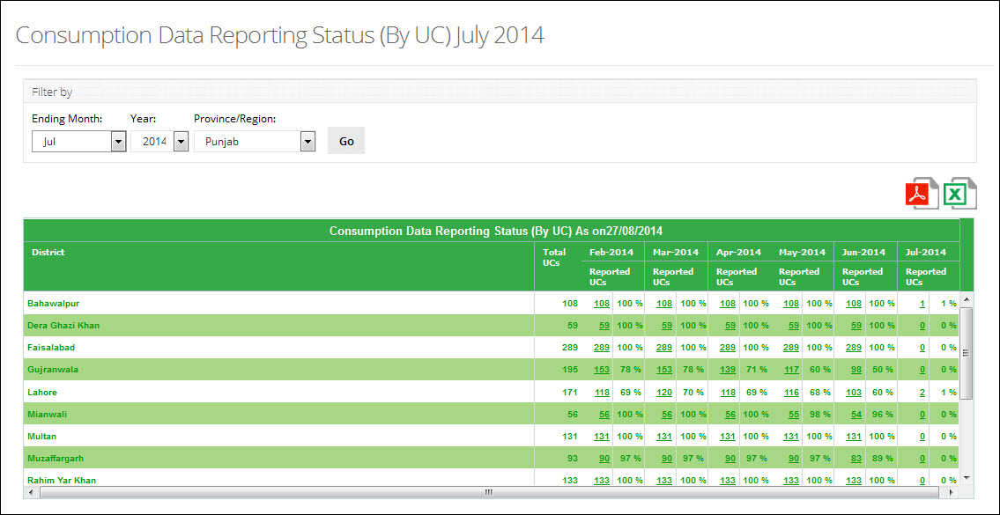 Consumption Data Reporting Status (By UC) July 2014
Filter by
Ending Month: Year: Province/Region:
Jul 2014 Punjab Go
Consumption Data Reporting Status (By UC) As on27/08/2014
District Total UCs Feb-2014 Mar-2014 Apr-2014 May-2014 Jun-2014 Jul-2014
Reported UCs Reported UCs Reported UCs Reported UCs Reported UCs Reported UCs
Bahawalpur 108 108 100 % 108 100 % 108 100 % 108 100 % 108 100 % 1 1 %
Dera Ghazi Khan 59 59 100 % 59 100 % 59 100 % 59 100 % 59 100 % 0 0 %
Faisalabad 289 289 100 % 289 100 % 289 100 % 289 100 % 289 100 % 0 0 %
Gujranwala 195 153 78 % 153 78 % 139 71 % 117 60 % 98 50 % 0 0 %
Lahore 171 118 69 % 120 70 % 118 69 % 116 68 % 103 60 % 2 1 %
Mianwali 56 56 100 % 56 100 % 56 100 % 55 98 % 54 96 % 0 0 %
Multan 131 131 100 % 131 100 % 131 100 % 131 100 % 131 100 % 0 0 %
Muzaffargarh 93 90 97 % 90 97 % 90 97 % 90 97 % 83 89 % 0 0 %
Rahim Yar Khan 133 133 100 % 133 100 % 133 100 % 133 100 % 133 100 % 0 0 %